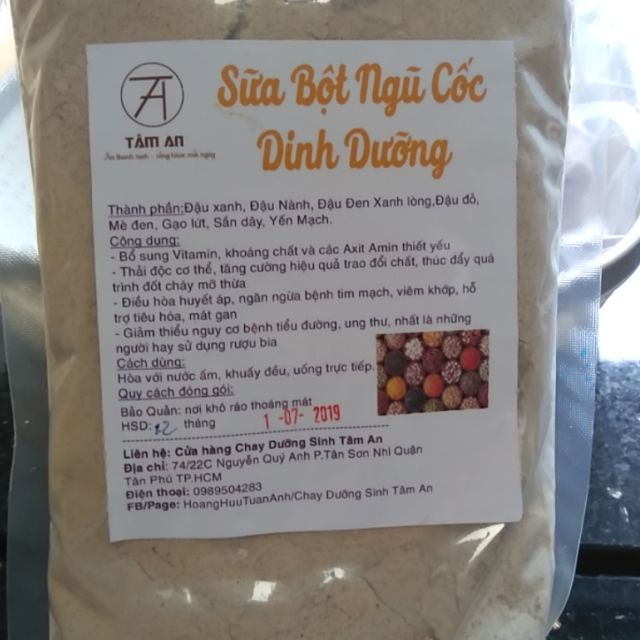 TA
TÂM AN
Ăn thanh sạch - sống khỏe mỗi ngày
Sữa Bột Ngũ Cốc
Dinh Dưỡng
Thành phần:Đậu xanh, Đậu Nành, Đậu Đen Xanh lòng,Đậu đỏ,
Mè đen, Gạo lứt, Sắn dây, Yến Mạch.
Công dụng:
- Bổ sung Vitamin, khoáng chất và các Axit Amin thiết yếu
- Thải độc cơ thể, tăng cường hiệu quả trao đổi chất, thúc đẩy quá
trình đốt cháy mỡ thừa
- Điều hòa huyết áp, ngăn ngừa bệnh tim mạch, viêm khớp, hỗ
trợ tiêu hóa, mát gan
- Giảm thiểu nguy cơ bệnh tiểu đường, ung thư, nhất là những
người hay sử dụng rượu bia
Cách dùng:
Hòa với nước ấm, khuấy đều, uống trực tiếp.
Quy cách đóng gói:
Bảo Quản: nơi khô ráo thoáng mát
HSD: 12 tháng 1 -07- 2019
Liên hệ: Cửa hàng Chay Dưỡng Sinh Tâm An
Địa chỉ: 74/22C Nguyễn Quý Anh P.Tân Sơn Nhì Quận
Tân Phú TP.HCM
Điện thoại: 0989504283
FB/Page: HoangHuuTuanAnh/Chay Dưỡng Sinh Tâm An